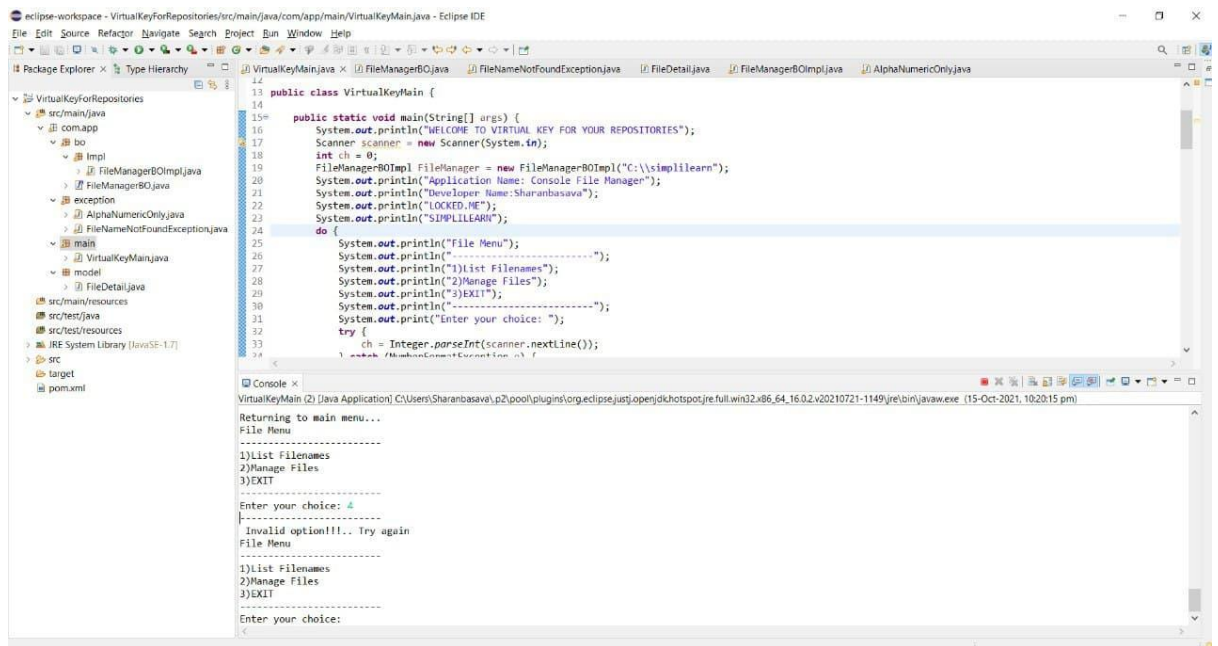 eclipse-workspace - VirtualKeyForRepositories/src/main/java/com/app/main/VirtualKeyMain.java - Eclipse IDE
File Edit Source Refactor Navigate Search Project Run Window Help
Package Explorer Type Hierarchy
VirtualKeyMain.java FileManagerBO.java FileNameNotFoundException.java FileDetail.java FileManagerBOImpl.java AlphaNumericOnly.java
VirtualKeyForRepositories
src/main/java
com.app
bo
Impl
FileManagerBOImpl.java
FileManagerBO.java
exception
AlphaNumericOnly.java
FileNameNotFoundException.java
main
VirtualKeyMain.java
model
FileDetail.java
src/main/resources
src/test/java
src/test/resources
JRE System Library [JavaSE-1.7]
src
target
pom.xml
12
13 public class VirtualKeyMain {
14
15 public static void main(String[] args) {
16 System.out.println("WELCOME TO VIRTUAL KEY FOR YOUR REPOSITORIES");
17 Scanner scanner = new Scanner(System.in);
18 int ch = 0;
19 FileManagerBOImpl FileManager = new FileManagerBOImpl("C:\\simplilearn");
20 System.out.println("Application Name: Console File Manager");
21 System.out.println("Developer Name:Sharanbasava");
22 System.out.println("LOCKED.ME");
23 System.out.println("SIMPLILEARN");
24 do {
25 System.out.println("File Menu");
26 System.out.println("-------------------------");
27 System.out.println("1)List Filenames");
28 System.out.println("2)Manage Files");
29 System.out.println("3)EXIT");
30 System.out.println("-------------------------");
31 System.out.print("Enter your choice: ");
32 try {
33 ch = Integer.parseInt(scanner.nextLine());
34 } catch (NumberFormatException e) {
Console
VirtualKeyMain (2) [Java Application] C:\Users\Sharanbasava\.p2\pool\plugins\org.eclipse.justj.openjdk.hotspot.jre.full.win32.x86_64_16.0.2.v20210721-1149\jre\bin\javaw.exe (15-Oct-2021, 10:20:15 pm)
Returning to main menu...
File Menu
-------------------------
1)List Filenames
2)Manage Files
3)EXIT
-------------------------
Enter your choice: 4
-------------------------
Invalid option!!!.. Try again
File Menu
-------------------------
1)List Filenames
2)Manage Files
3)EXIT
-------------------------
Enter your choice: